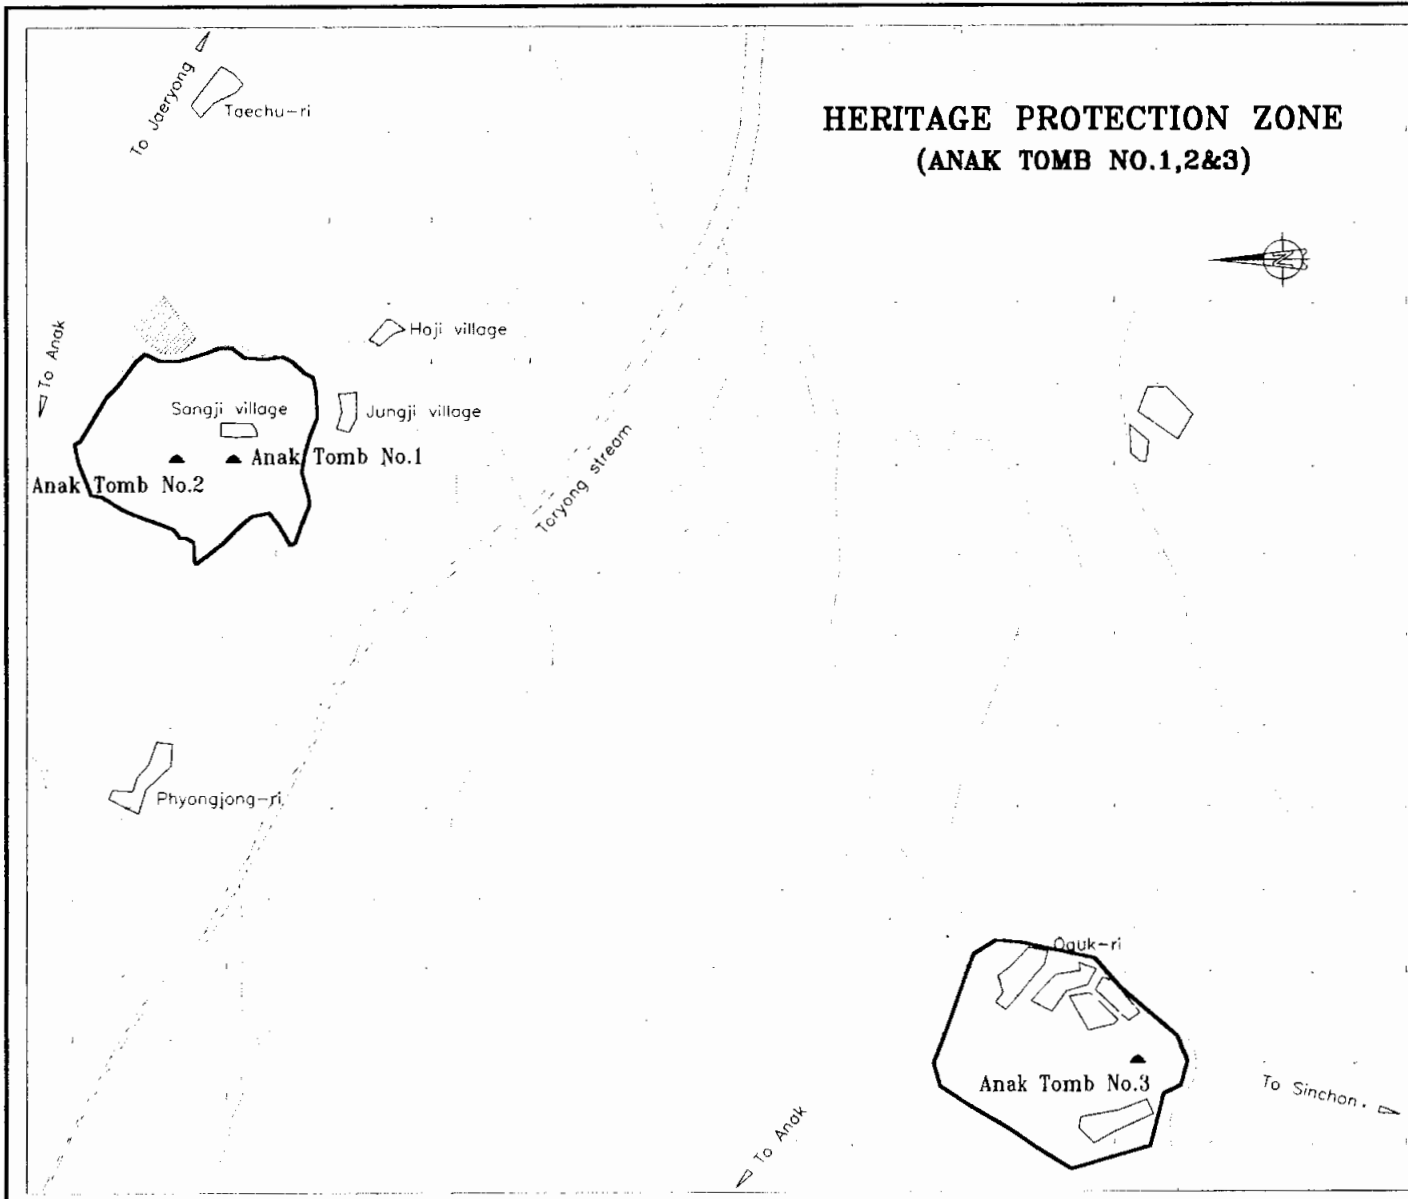 HERITAGE PROTECTION ZONE
(ANAK TOMB NO.1,2&3)
To Jaeryong
Taechu-ri
N
To Anak
Hoji village
Sangji village
Jungji village
Anak Tomb No.1
Anak Tomb No.2
Toryong stream
Phyongjong-ri
Oguk-ri
Anak Tomb No.3
To Sinchon.
To Anak